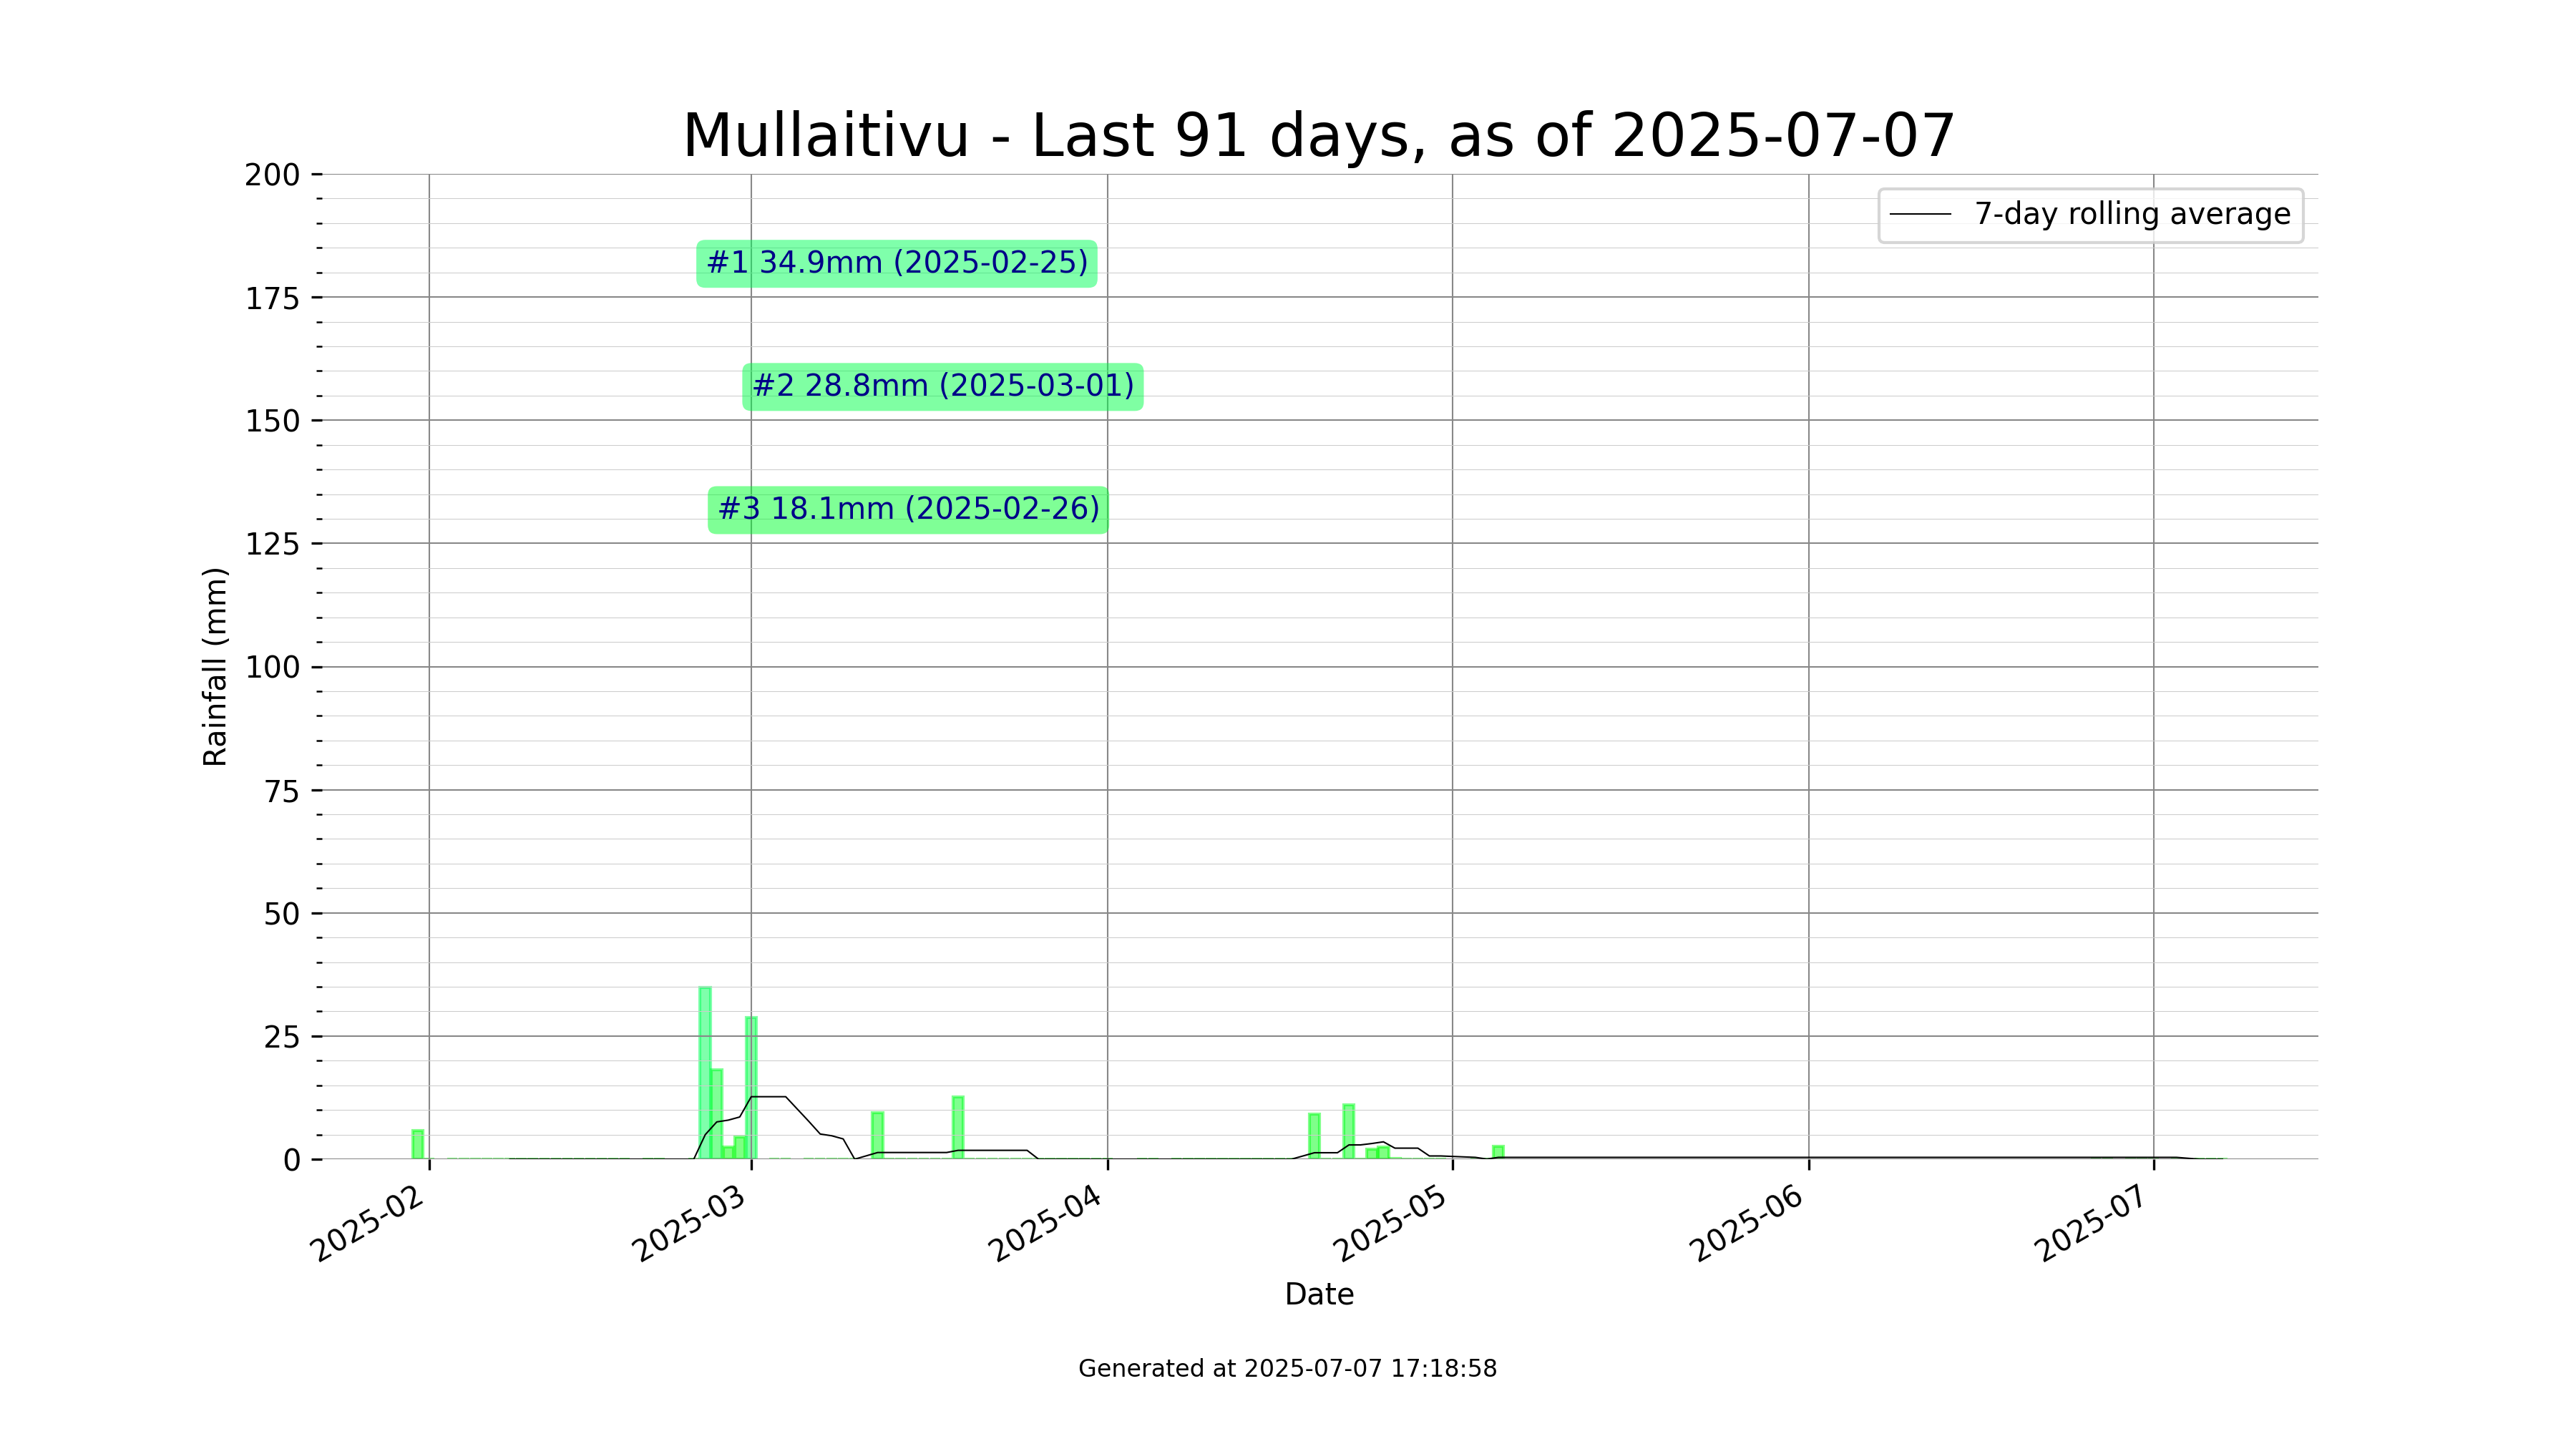 Mullaitivu - Last 91 days, as of 2025-07-07
200
175
150
125
100
75
50
25
0
Rainfall (mm)
7-day rolling average
#1 34.9mm (2025-02-25)
#2 28.8mm (2025-03-01)
#3 18.1mm (2025-02-26)
2025-02
2025-03
2025-04
2025-05
2025-06
2025-07
Date
Generated at 2025-07-07 17:18:58